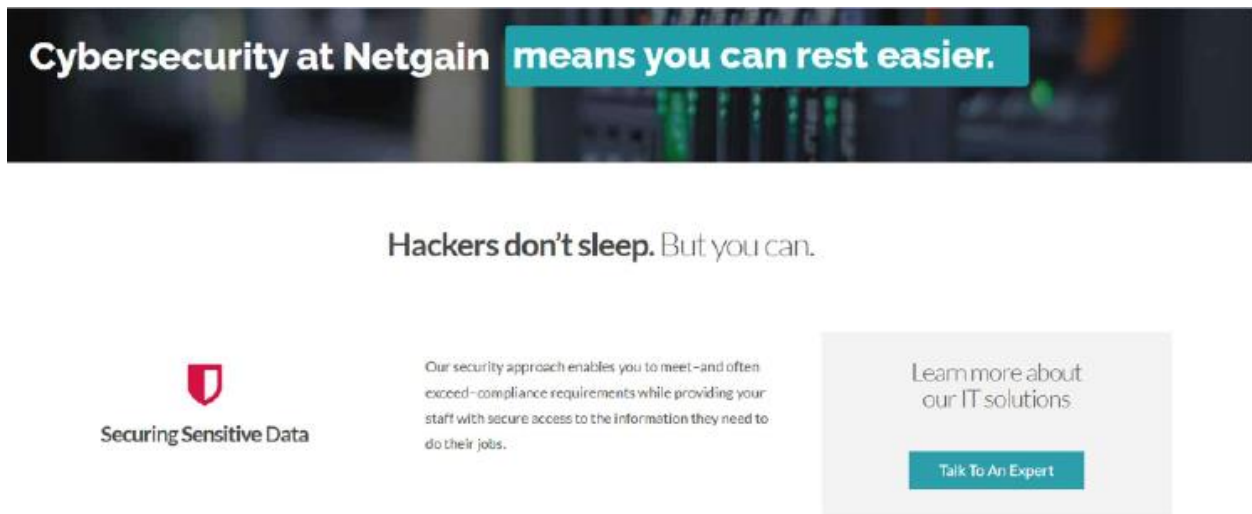 Cybersecurity at Netgain means you can rest easier.
Hackers don't sleep. But you can.
Securing Sensitive Data
Our security approach enables you to meet–and often
exceed–compliance requirements while providing your
staff with secure access to the information they need to
do their jobs.
Learn more about
our IT solutions
Talk To An Expert